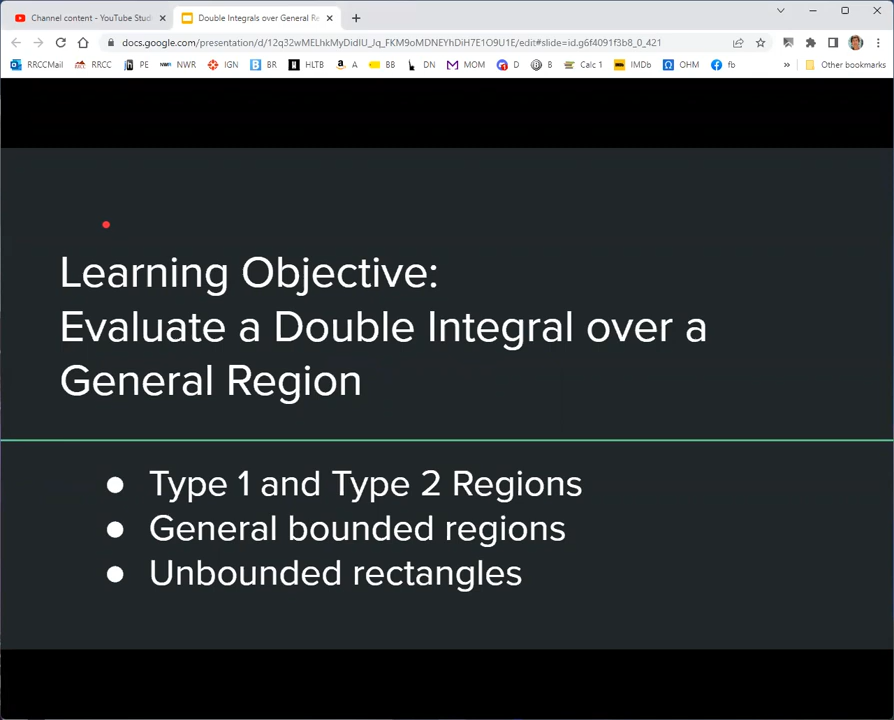 Channel content - YouTube Stud
Double Integrals over General Re
docs.google.com/presentation/d/12q32wMELhkMyDidIU_Jq_FKM9oMDNEYhDiH7E1O9U1E/edit#slide=id.g6f4091f3b8_0_421
RRCCMail RRCC PE NWR IGN BR HLTB A BB DN MOM D B Calc 1 IMDb OHM fb » Other bookmarks
Learning Objective:
Evaluate a Double Integral over a
General Region
● Type 1 and Type 2 Regions
● General bounded regions
● Unbounded rectangles